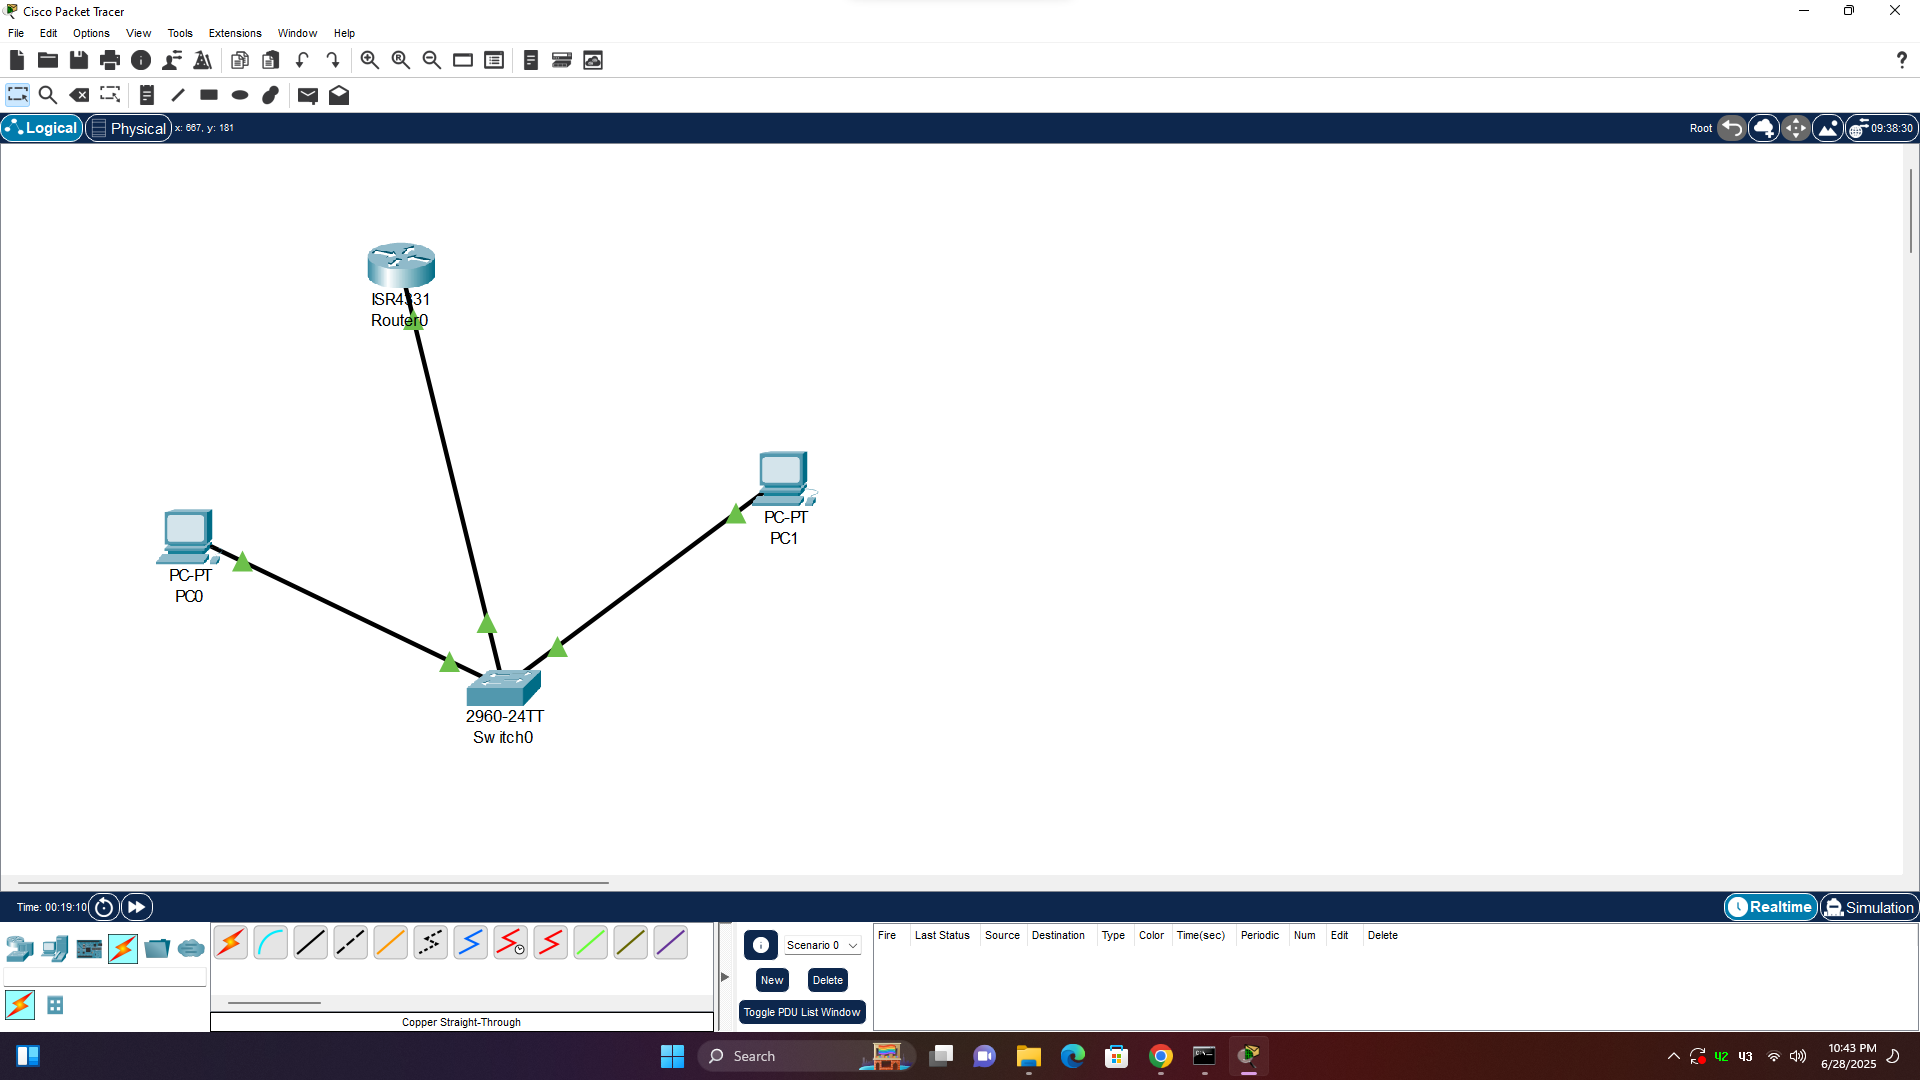 Cisco Packet Tracer
File Edit Options View Tools Extensions Window Help
?
Logical Physical x: 667, y: 181 Root 09:38:30
ISR4331
Router0
PC-PT
PC1
PC-PT
PC0
2960-24TT
Switch0
Time: 00:19:10 Realtime Simulation
Scenario 0
New Delete
Toggle PDU List Window
Fire Last Status Source Destination Type Color Time(sec) Periodic Num Edit Delete
Copper Straight-Through
Search
42 43
10:43 PM
6/28/2025